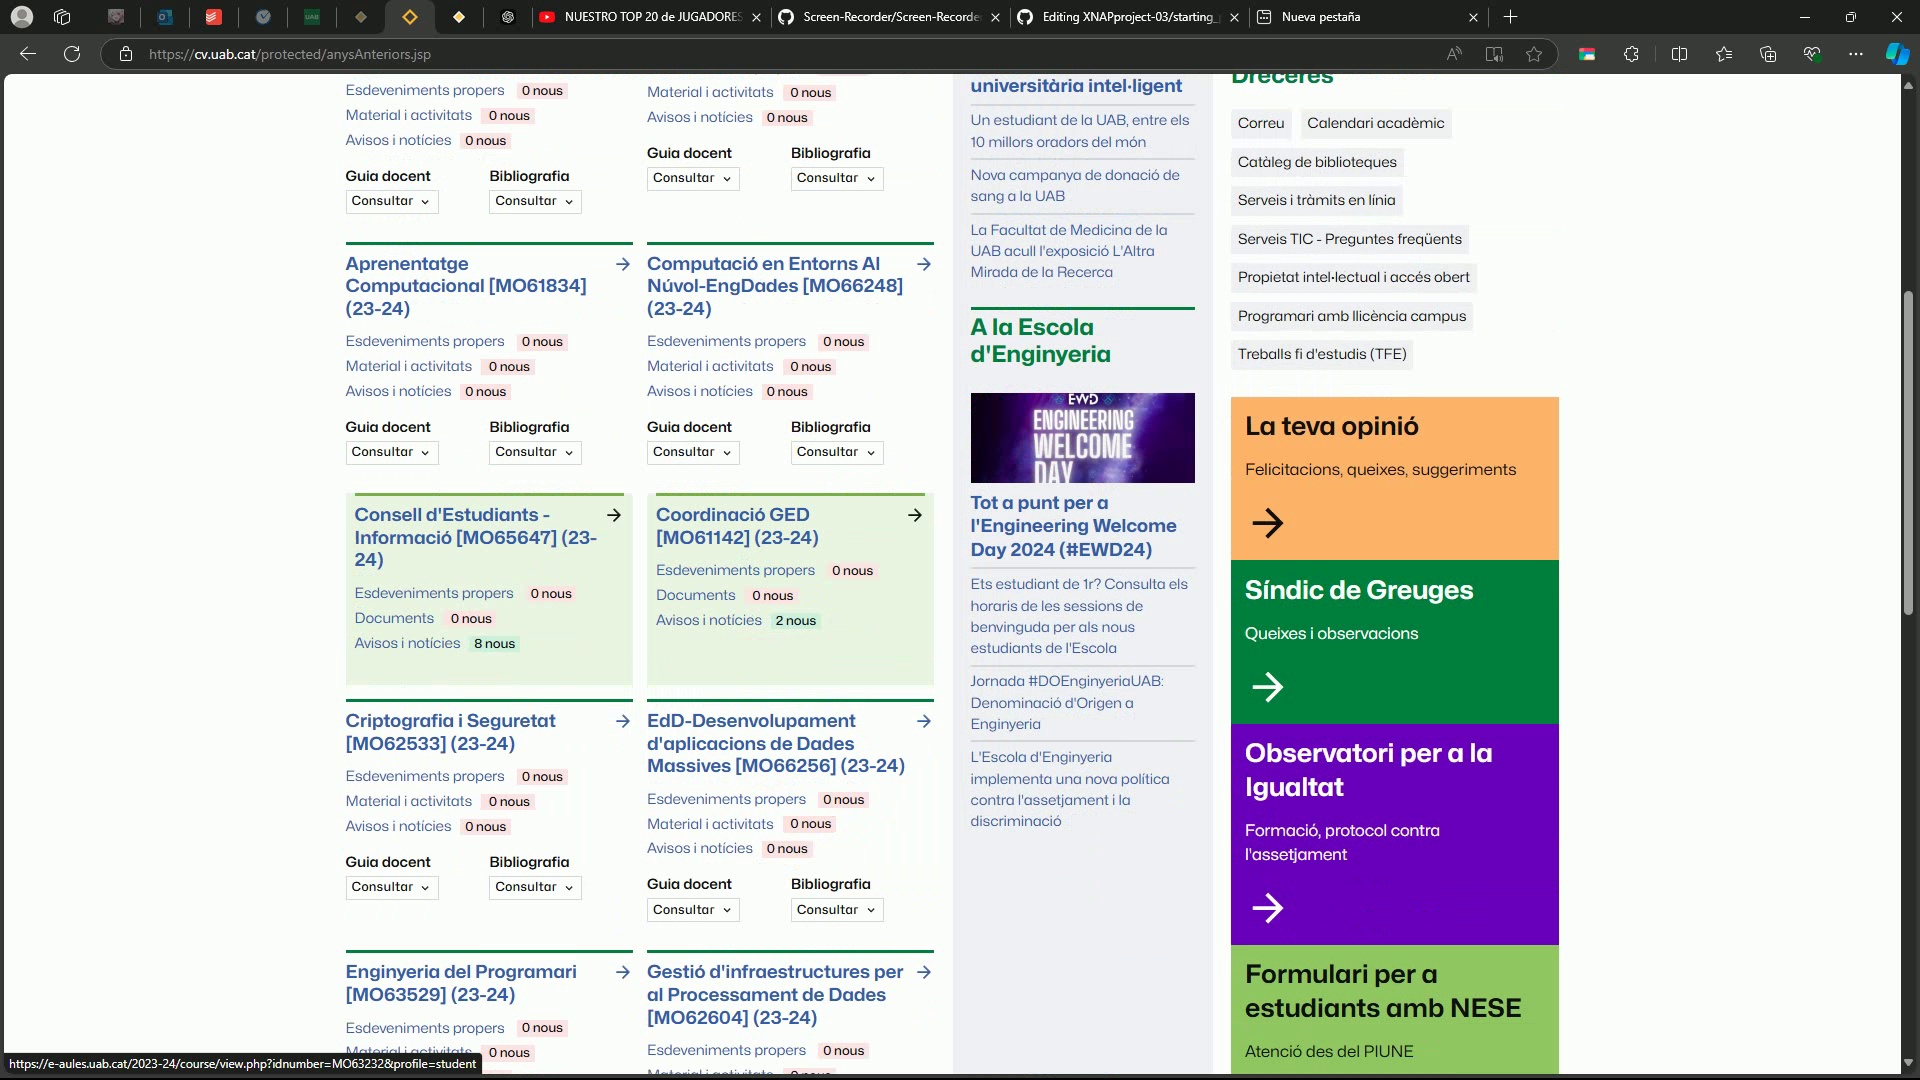 NUESTRO TOP 20 de JUGADORES
Screen-Recorder/Screen-Recorde
Editing XNAPproject-03/starting_
Nueva pestaña
https://cv.uab.cat/protected/anysAnteriors.jsp
Esdeveniments propers 0 nous
Material i activitats 0 nous
Avisos i notícies 0 nous
Guia docent Bibliografia
Consultar Consultar
Material i activitats 0 nous
Avisos i notícies 0 nous
Guia docent Bibliografia
Consultar Consultar
Aprenentatge
Computacional [MO61834]
(23-24)
Esdeveniments propers 0 nous
Material i activitats 0 nous
Avisos i notícies 0 nous
Guia docent Bibliografia
Consultar Consultar
Computació en Entorns Al
Núvol-EngDades [MO66248]
(23-24)
Esdeveniments propers 0 nous
Material i activitats 0 nous
Avisos i notícies 0 nous
Guia docent Bibliografia
Consultar Consultar
Consell d'Estudiants -
Informació [MO65647] (23-
24)
Esdeveniments propers 0 nous
Documents 0 nous
Avisos i notícies 8 nous
Coordinació GED
[MO61142] (23-24)
Esdeveniments propers 0 nous
Documents 0 nous
Avisos i notícies 2 nous
Criptografia i Seguretat
[MO62533] (23-24)
Esdeveniments propers 0 nous
Material i activitats 0 nous
Avisos i notícies 0 nous
Guia docent Bibliografia
Consultar Consultar
EdD-Desenvolupament
d'aplicacions de Dades
Massives [MO66256] (23-24)
Esdeveniments propers 0 nous
Material i activitats 0 nous
Avisos i notícies 0 nous
Guia docent Bibliografia
Consultar Consultar
Enginyeria del Programari
[MO63529] (23-24)
Esdeveniments propers 0 nous
Material i activitats 0 nous
Gestió d'infraestructures per
al Processament de Dades
[MO62604] (23-24)
Esdeveniments propers 0 nous
Material i activitats 0 nous
universitària intel·ligent
Un estudiant de la UAB, entre els
10 millors oradors del món
Nova campanya de donació de
sang a la UAB
La Facultat de Medicina de la
UAB acull l'exposició L'Altra
Mirada de la Recerca
A la Escola
d'Enginyeria
EWD
ENGINEERING
WELCOME
DAY
Tot a punt per a
l'Engineering Welcome
Day 2024 (#EWD24)
Ets estudiant de 1r? Consulta els
horaris de les sessions de
benvinguda per als nous
estudiants de l'Escola
Jornada #DOEnginyeriaUAB:
Denominació d'Origen a
Enginyeria
L'Escola d'Enginyeria
implementa una nova política
contra l'assetjament i la
discriminació
Dreceres
Correu Calendari acadèmic
Catàleg de biblioteques
Serveis i tràmits en línia
Serveis TIC - Preguntes freqüents
Propietat intel·lectual i accés obert
Programari amb llicència campus
Treballs fi d'estudis (TFE)
La teva opinió
Felicitacions, queixes, suggeriments
Síndic de Greuges
Queixes i observacions
Observatori per a la
Igualtat
Formació, protocol contra
l'assetjament
Formulari per a
estudiants amb NESE
Atenció des del PIUNE
https://e-aules.uab.cat/2023-24/course/view.php?idnumber=MO63232&profile=student